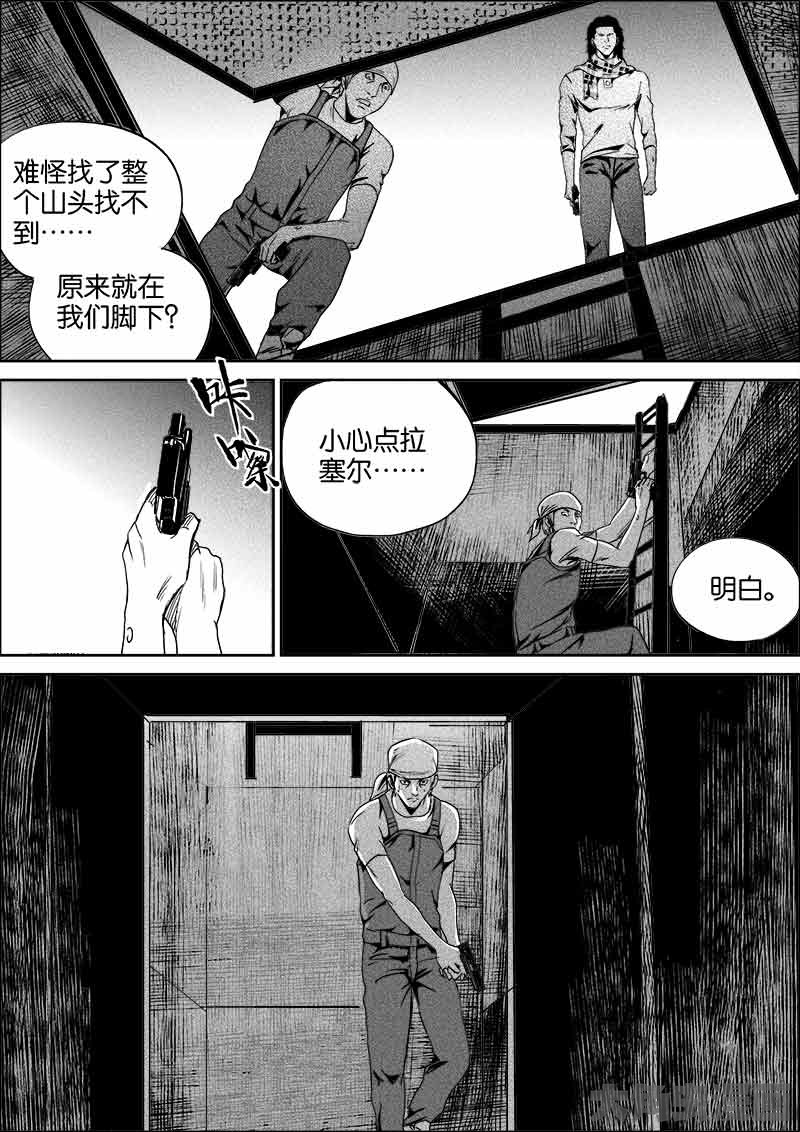 难怪找了整
个山头找不
到……
原来就在
我们脚下？
咔嚓
小心点拉
塞尔……
明白。